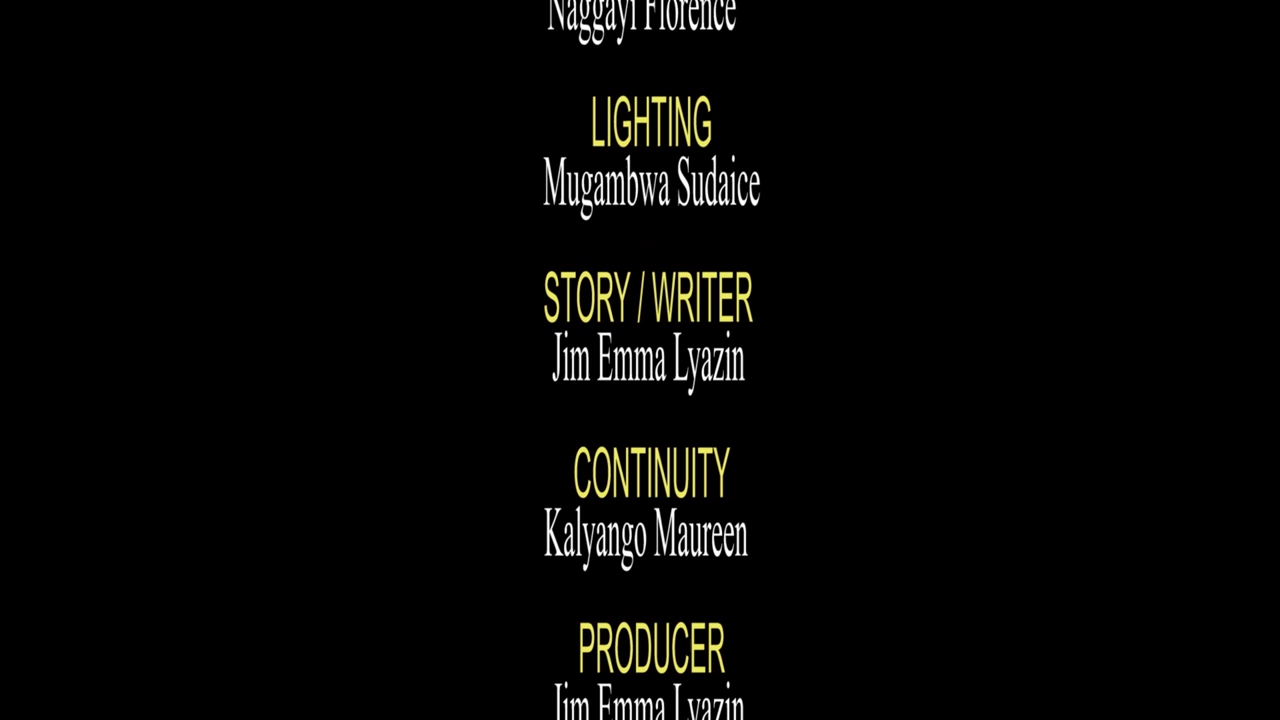 Naggayi Florence
LIGHTING
Mugambwa Sudaice
STORY / WRITER
Jim Emma Lyazin
CONTINUITY
Kalyango Maureen
PRODUCER
Jim Emma Lyazin